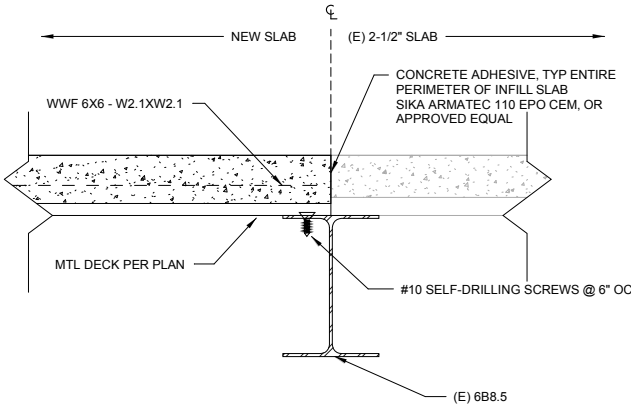 ℄
NEW SLAB
(E) 2-1/2" SLAB
CONCRETE ADHESIVE, TYP ENTIRE
PERIMETER OF INFILL SLAB
SIKA ARMATEC 110 EPO CEM, OR
APPROVED EQUAL
WWF 6X6 - W2.1XW2.1
MTL DECK PER PLAN
#10 SELF-DRILLING SCREWS @ 6" OC
(E) 6B8.5